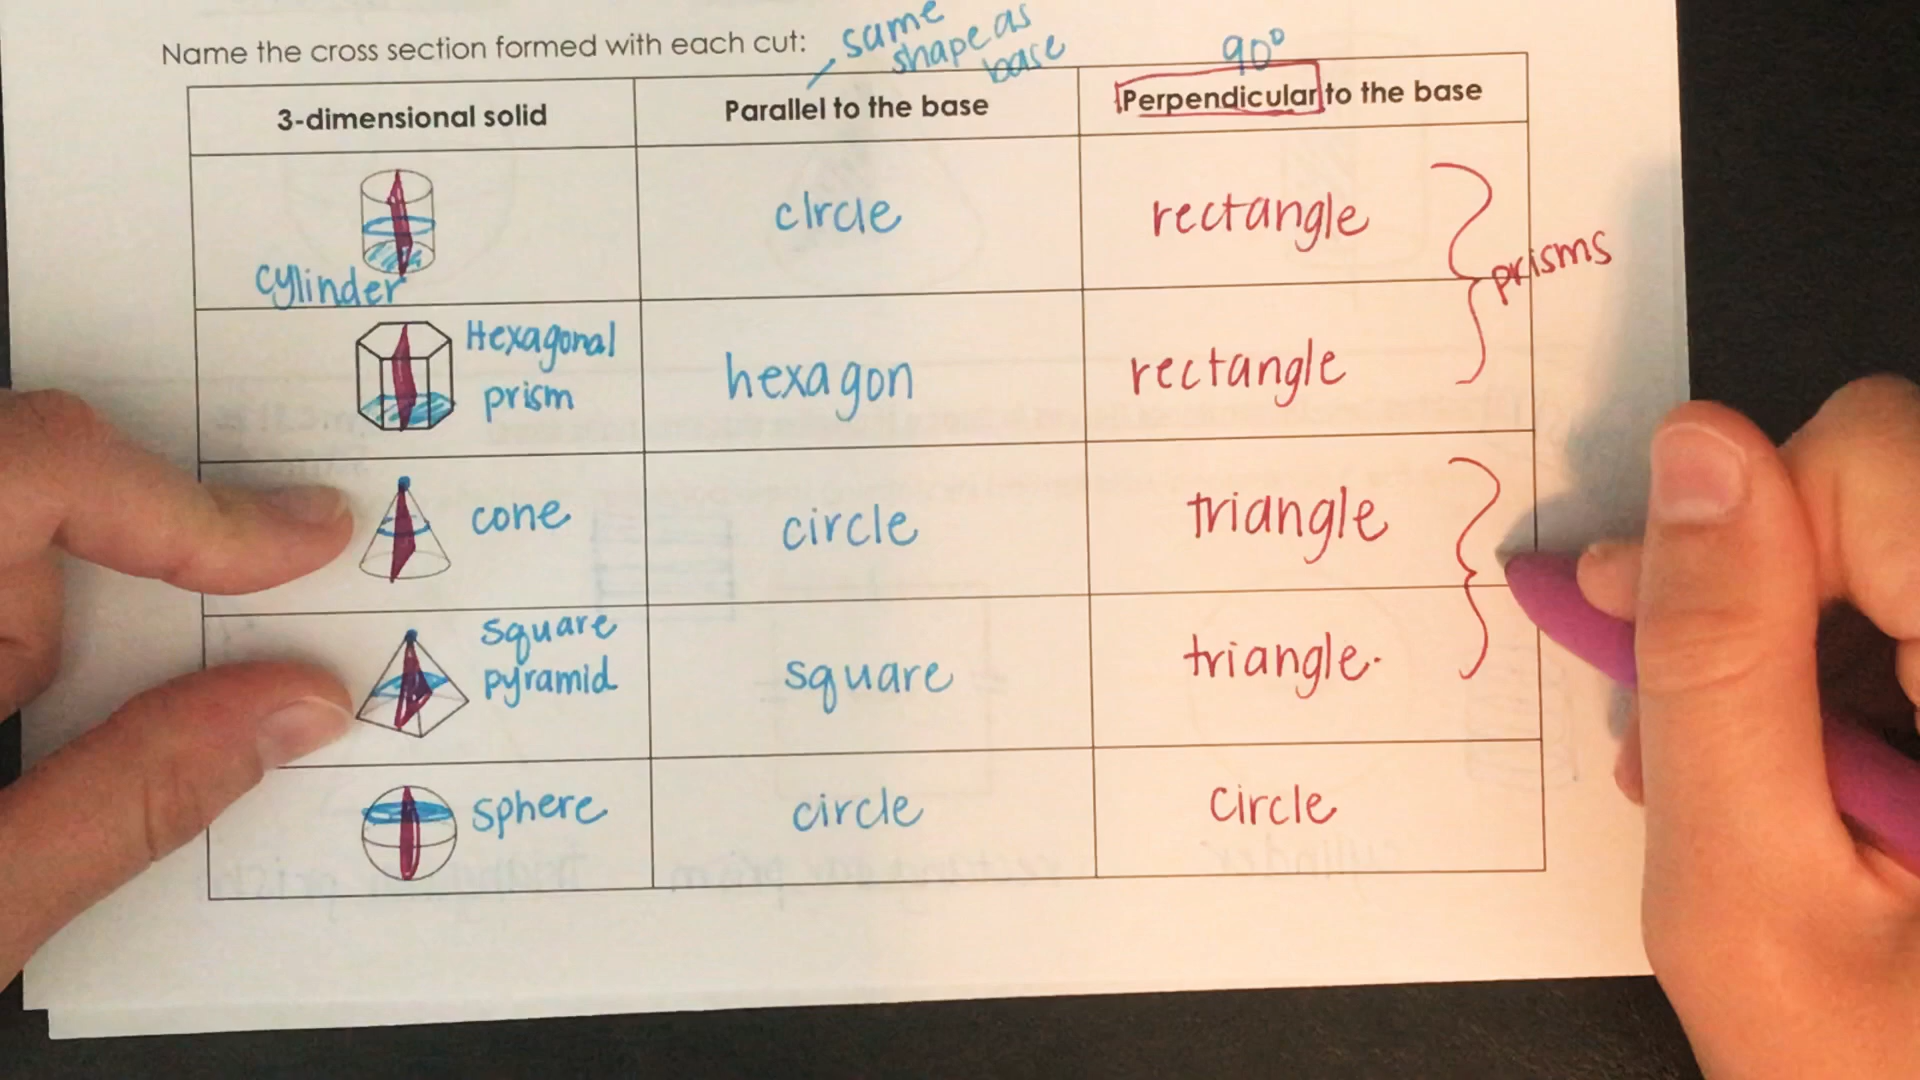 same
shape as
base
90°
Name the cross section formed with each cut:
3-dimensional solid
Parallel to the base
Perpendicular to the base
cylinder
circle
rectangle
prisms
Hexagonal
prism
hexagon
rectangle
cone
circle
triangle
square
pyramid
square
triangle.
sphere
circle
circle